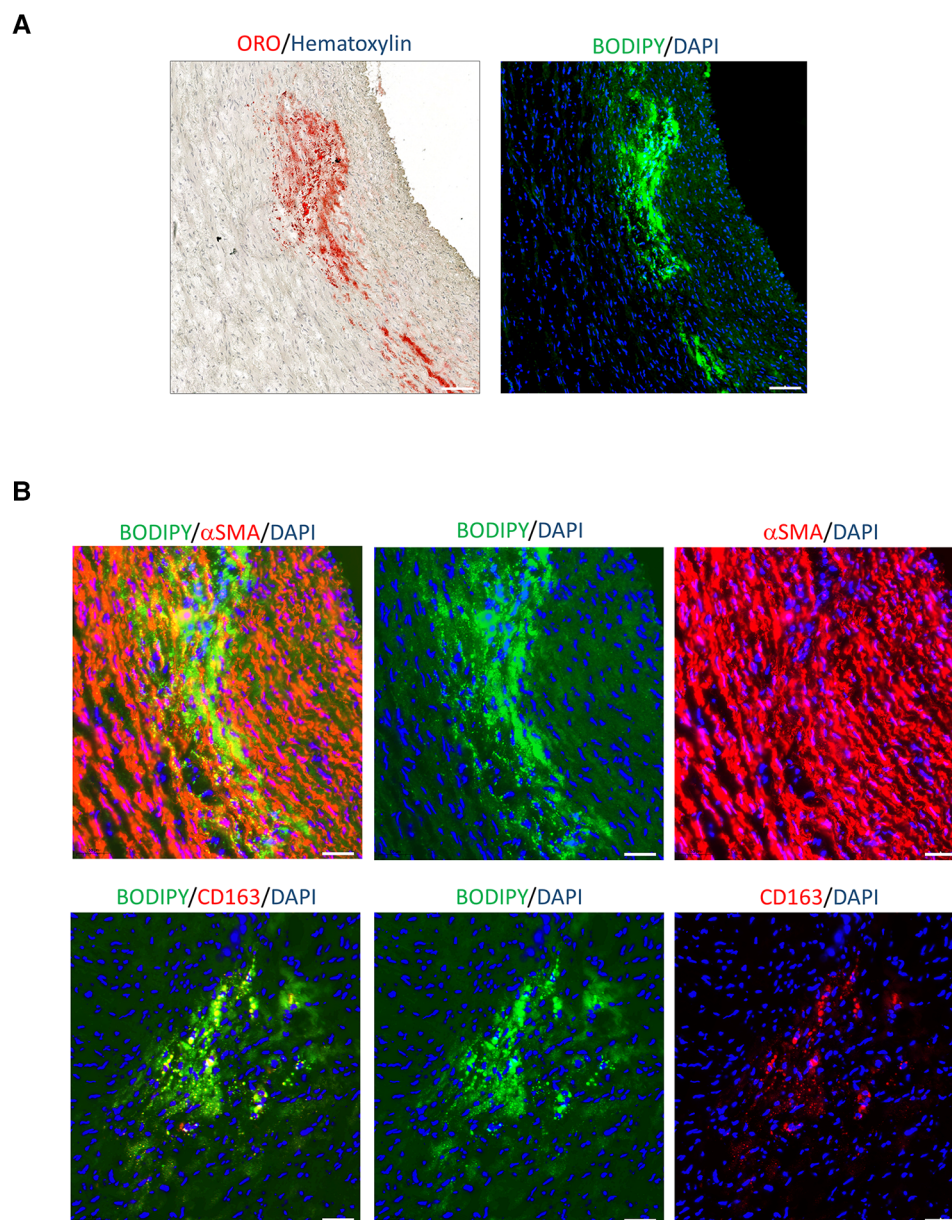 A
ORO/Hematoxylin
BODIPY/DAPI
B
BODIPY/αSMA/DAPI
BODIPY/DAPI
αSMA/DAPI
BODIPY/CD163/DAPI
BODIPY/DAPI
CD163/DAPI